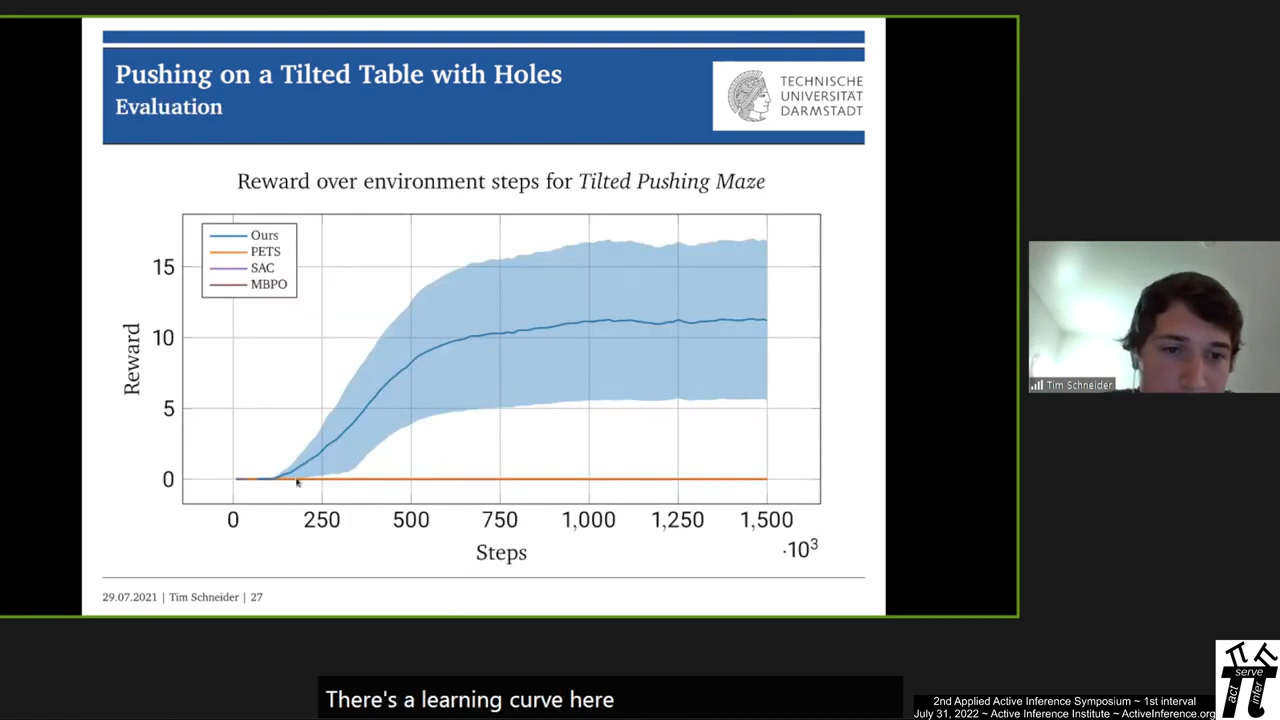 Pushing on a Tilted Table with Holes
Evaluation
TECHNISCHE
UNIVERSITÄT
DARMSTADT
Reward over environment steps for Tilted Pushing Maze
Ours
PETS
SAC
MBPO
15
10
5
0
Reward
0 250 500 750 1,000 1,250 1,500
·10³
Steps
29.07.2021 | Tim Schneider | 27
Tim Schneider
There's a learning curve here
serve
act
infer
2nd Applied Active Inference Symposium ~ 1st interval
July 31, 2022 ~ Active Inference Institute ~ ActiveInference.org